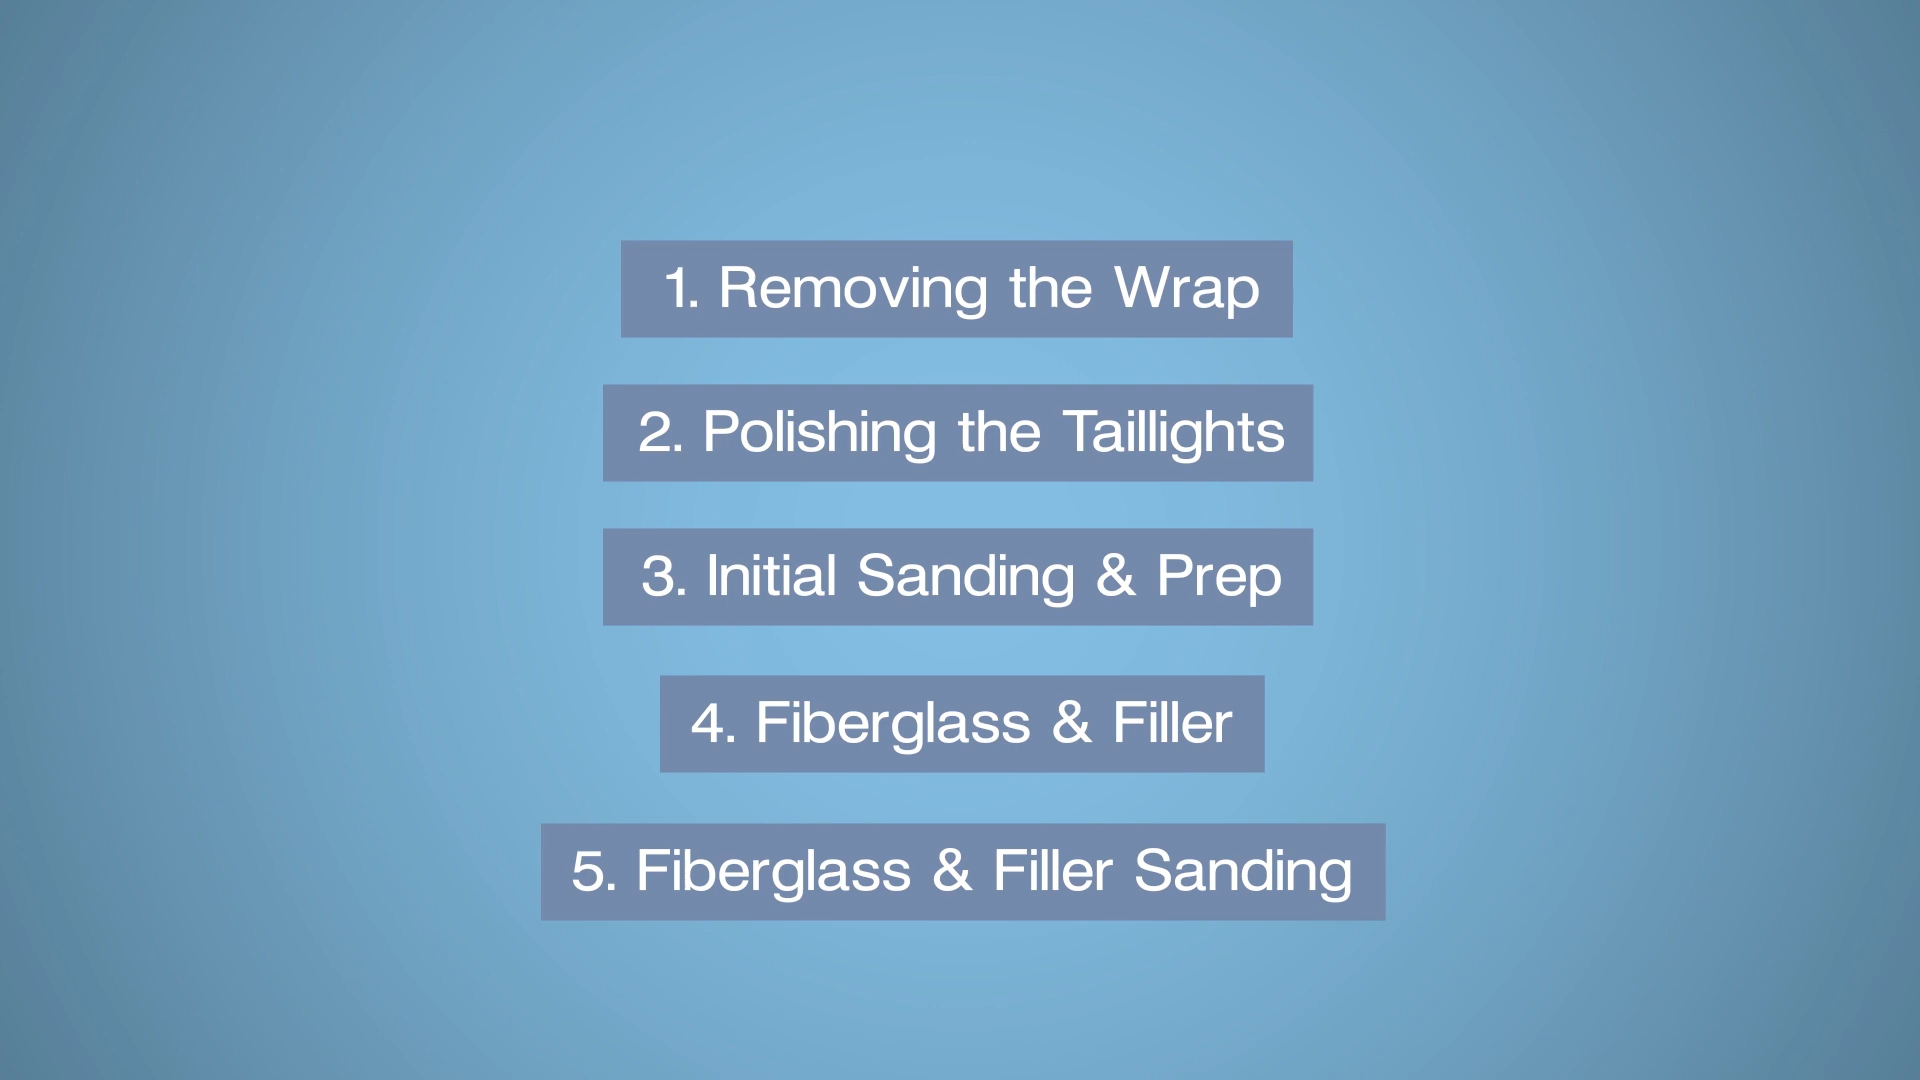 1. Removing the Wrap
2. Polishing the Taillights
3. Initial Sanding & Prep
4. Fiberglass & Filler
5. Fiberglass & Filler Sanding